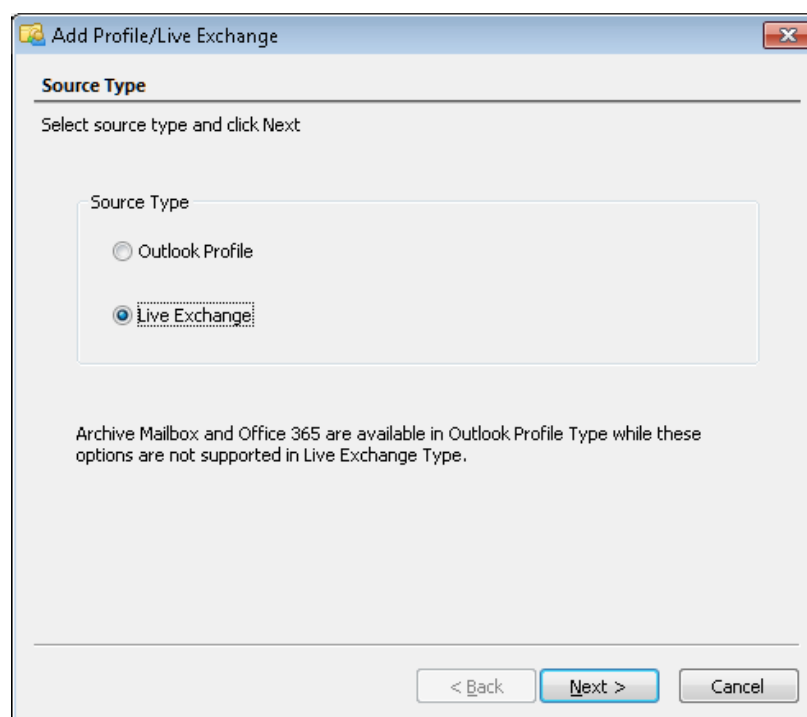 Add Profile/Live Exchange
Source Type
Select source type and click Next
Source Type
Outlook Profile
Live Exchange
Archive Mailbox and Office 365 are available in Outlook Profile Type while these
options are not supported in Live Exchange Type.
< Back
Next >
Cancel